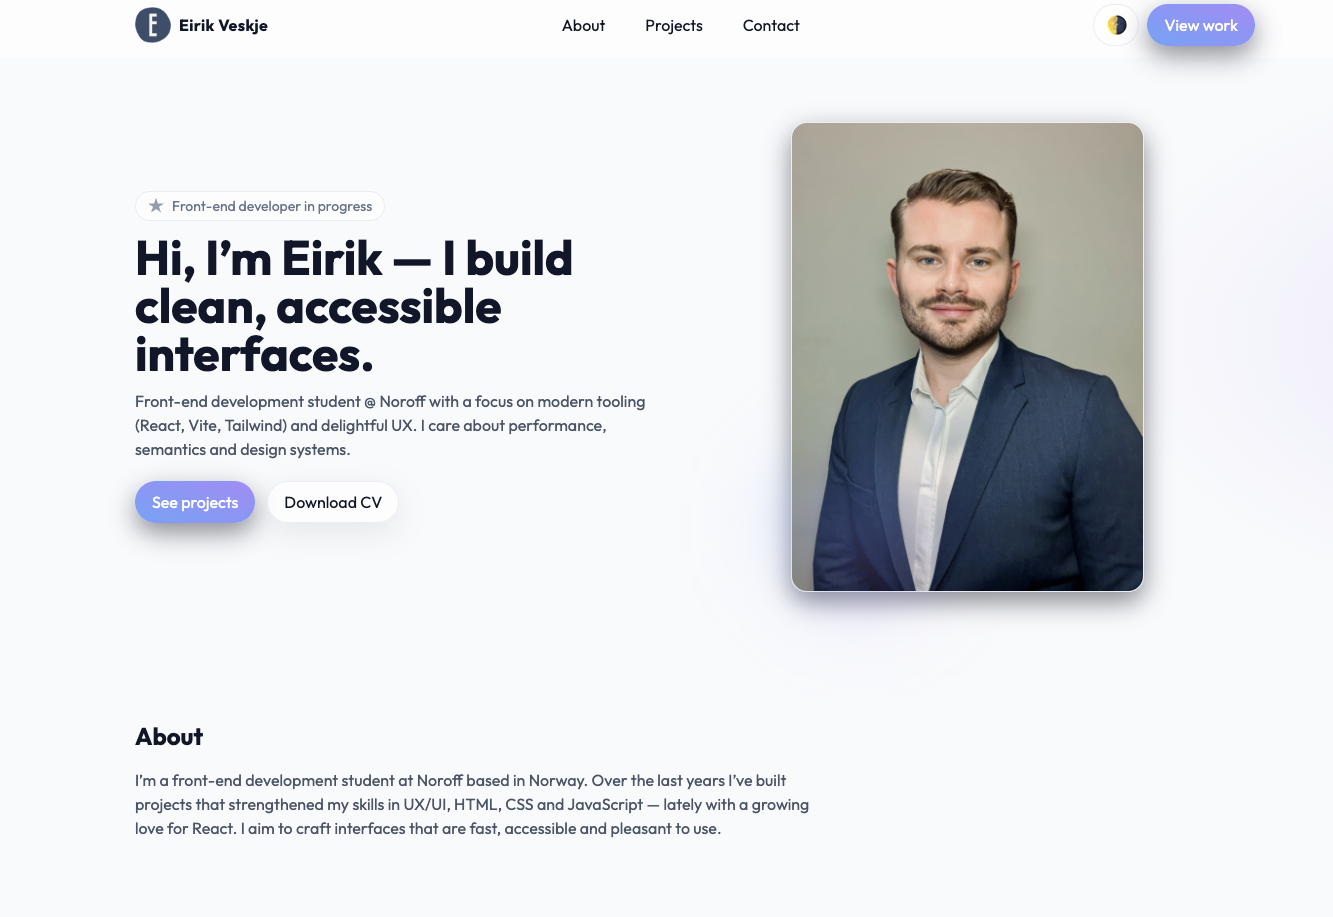 E Eirik Veskje
About
Projects
Contact
View work
Front-end developer in progress
Hi, I’m Eirik — I build
clean, accessible
interfaces.
Front-end development student @ Noroff with a focus on modern tooling
(React, Vite, Tailwind) and delightful UX. I care about performance,
semantics and design systems.
See projects
Download CV
About
I’m a front-end development student at Noroff based in Norway. Over the last years I’ve built
projects that strengthened my skills in UX/UI, HTML, CSS and JavaScript — lately with a growing
love for React. I aim to craft interfaces that are fast, accessible and pleasant to use.